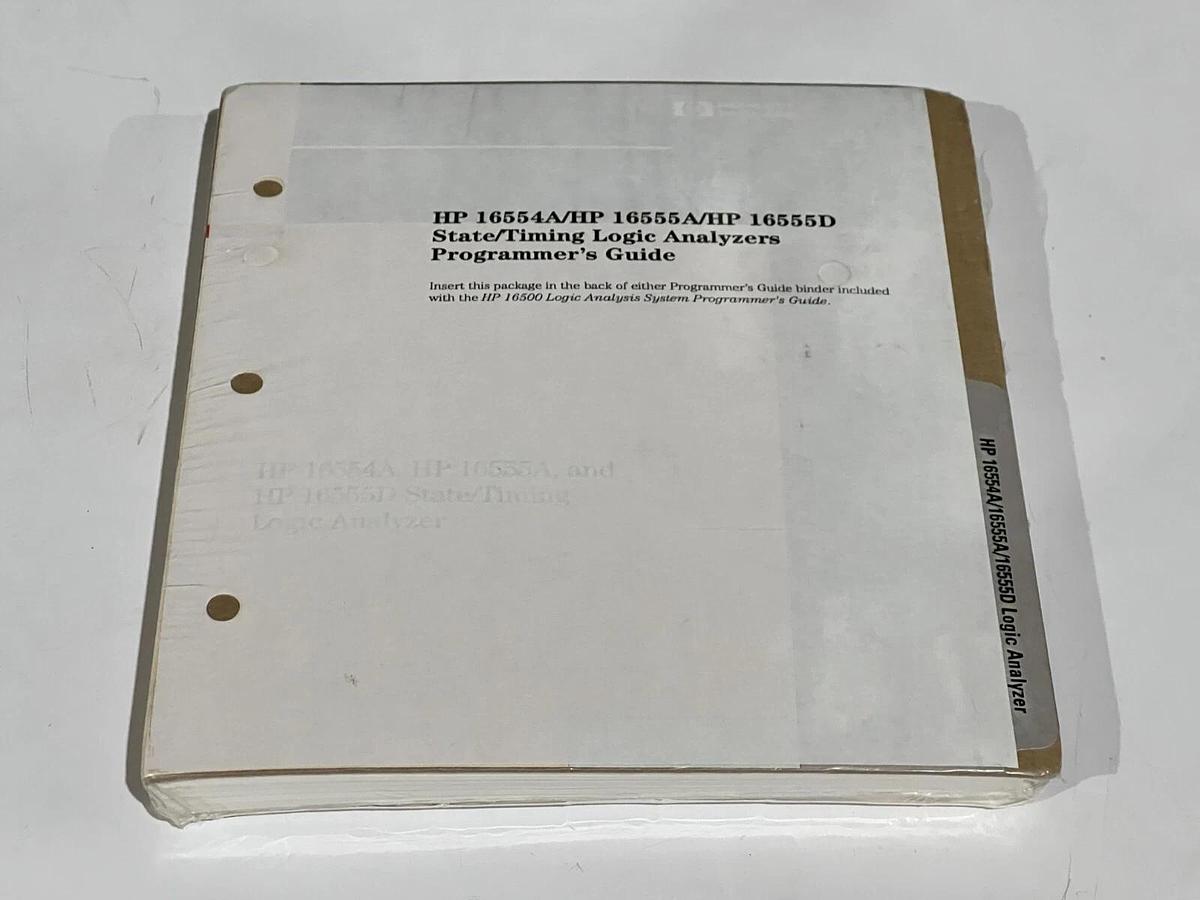 HP 16554A/HP 16555A/HP 16555D
State/Timing Logic Analyzers
Programmer's Guide
Insert this package in the back of either Programmer's Guide binder included
with the HP 16500 Logic Analysis System Programmer's Guide.
HP 16554A, HP 16555A, and
HP 16555D State/Timing
Logic Analyzer
HP 16554A/16555A/16555D Logic Analyzer